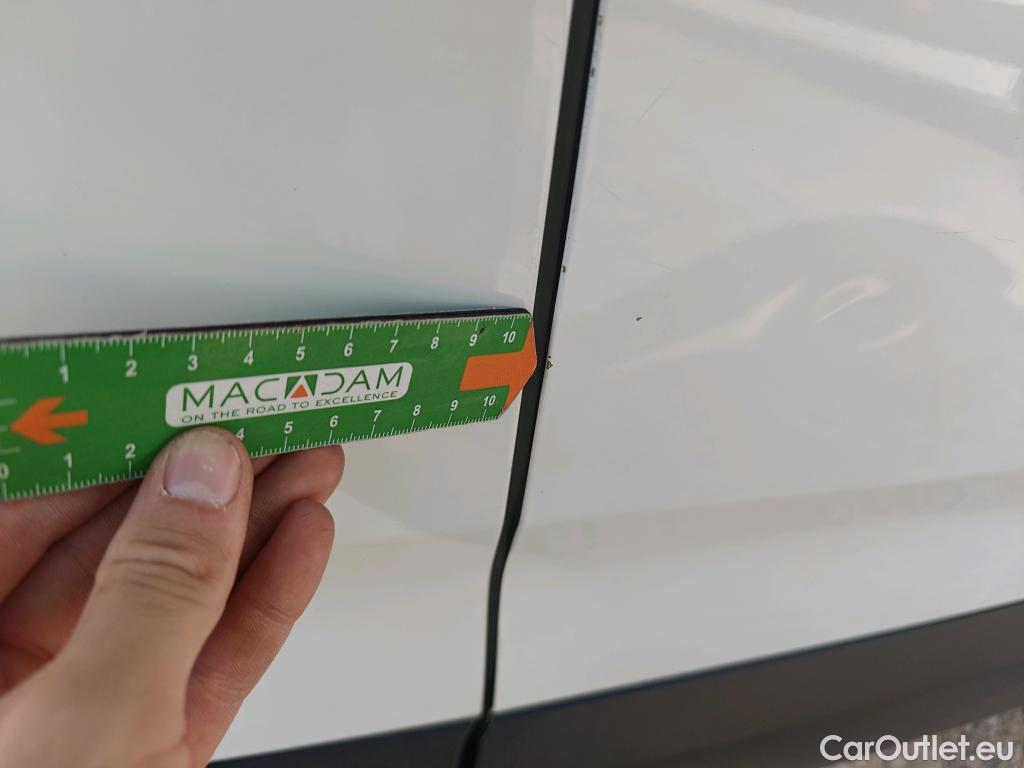 1 2 3 4 5 6 7 8 9 10
MACADAM
ON THE ROAD TO EXCELLENCE
0 1 2 4 5 6 7 8 9 10
CarOutlet.eu